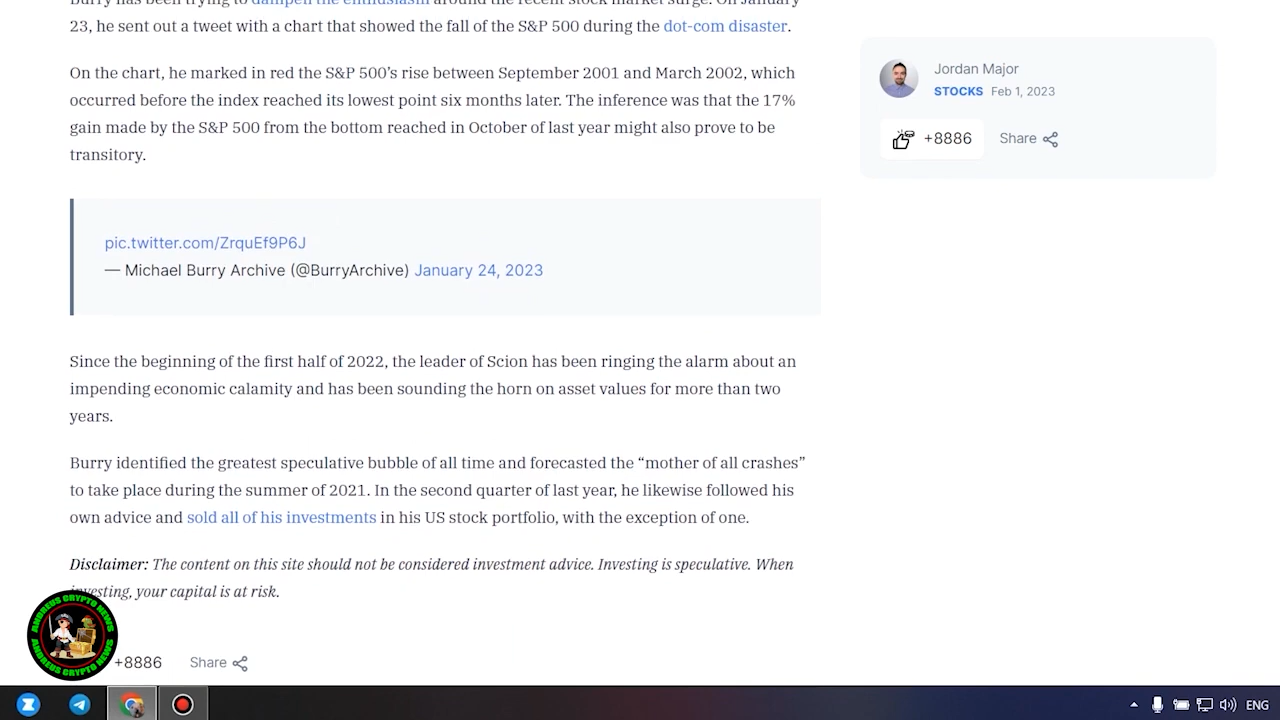 Burry has been trying to dampen the enthusiasm around the recent stock market surge. On January
23, he sent out a tweet with a chart that showed the fall of the S&P 500 during the dot-com disaster.
On the chart, he marked in red the S&P 500’s rise between September 2001 and March 2002, which
occurred before the index reached its lowest point six months later. The inference was that the 17%
gain made by the S&P 500 from the bottom reached in October of last year might also prove to be
transitory.
pic.twitter.com/ZrquEf9P6J
— Michael Burry Archive (@BurryArchive) January 24, 2023
Since the beginning of the first half of 2022, the leader of Scion has been ringing the alarm about an
impending economic calamity and has been sounding the horn on asset values for more than two
years.
Burry identified the greatest speculative bubble of all time and forecasted the “mother of all crashes”
to take place during the summer of 2021. In the second quarter of last year, he likewise followed his
own advice and sold all of his investments in his US stock portfolio, with the exception of one.
Disclaimer: The content on this site should not be considered investment advice. Investing is speculative. When
investing, your capital is at risk.
+8886 Share
Jordan Major
STOCKS Feb 1, 2023
+8886 Share
ANDREUS CRYPTO NEWS
ANDREUS CRYPTO NEWS
ENG